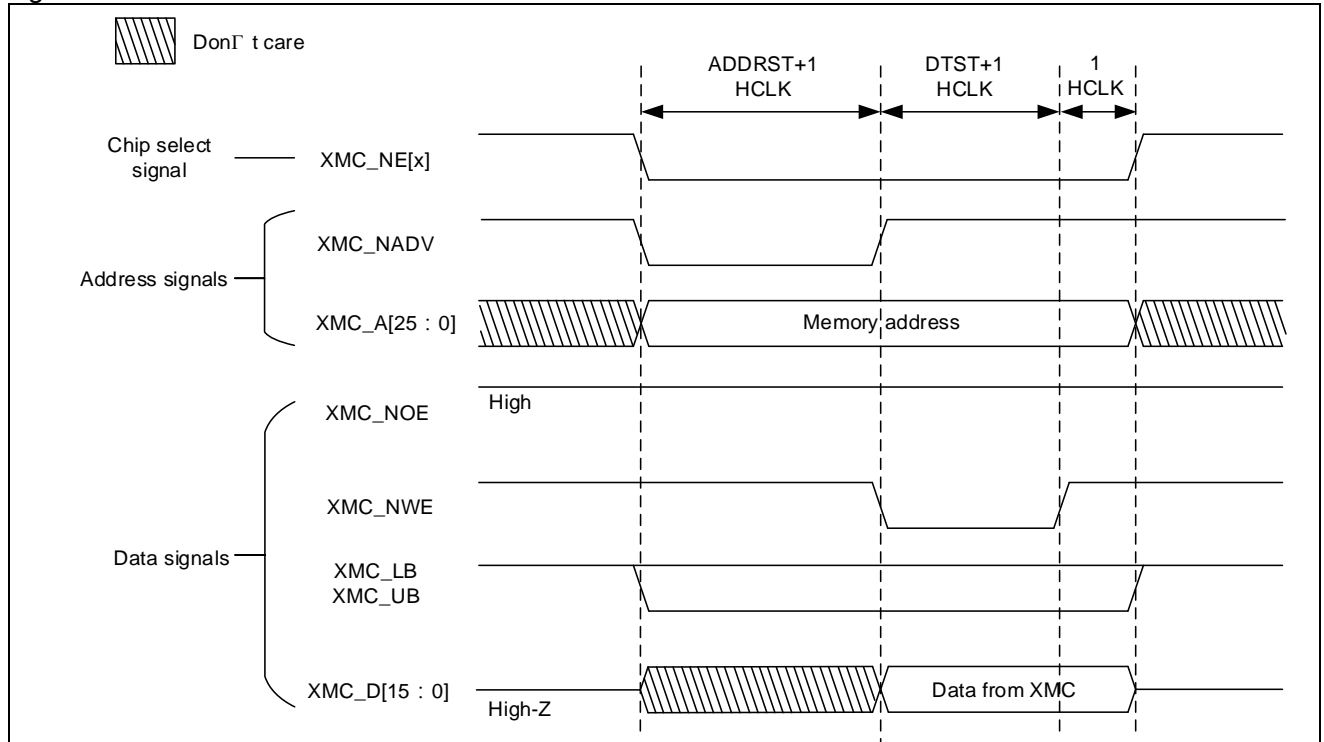 DonΓ t care
ADDRST+1
HCLK
DTST+1
HCLK
1
HCLK
Chip select
signal
XMC_NE[x]
XMC_NADV
Address signals
XMC_A[25 : 0]
Memory address
XMC_NOE
High
XMC_NWE
Data signals
XMC_LB
XMC_UB
XMC_D[15 : 0]
High-Z
Data from XMC